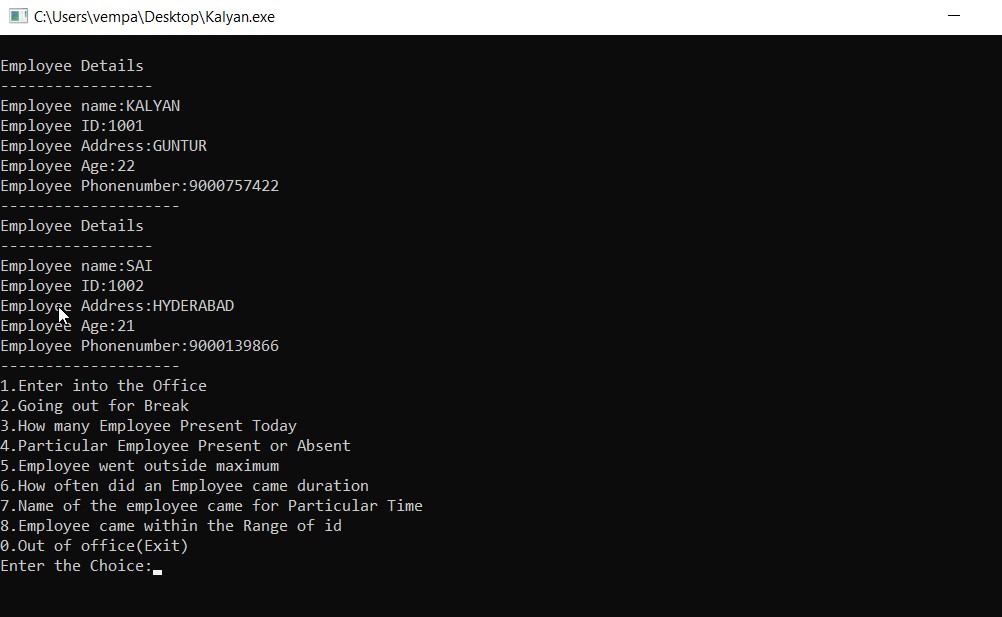 C:\Users\vempa\Desktop\Kalyan.exe
Employee Details
-----------------
Employee name:KALYAN
Employee ID:1001
Employee Address:GUNTUR
Employee Age:22
Employee Phonenumber:9000757422
--------------------
Employee Details
-----------------
Employee name:SAI
Employee ID:1002
Employee Address:HYDERABAD
Employee Age:21
Employee Phonenumber:9000139866
--------------------
1.Enter into the Office
2.Going out for Break
3.How many Employee Present Today
4.Particular Employee Present or Absent
5.Employee went outside maximum
6.How often did an Employee came duration
7.Name of the employee came for Particular Time
8.Employee came within the Range of id
0.Out of office(Exit)
Enter the Choice: